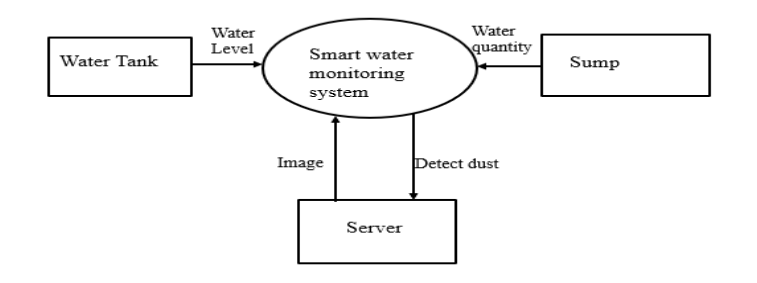 Water Tank
Water
Level
Smart water
monitoring
system
Water
quantity
Sump
Image
Detect dust
Server